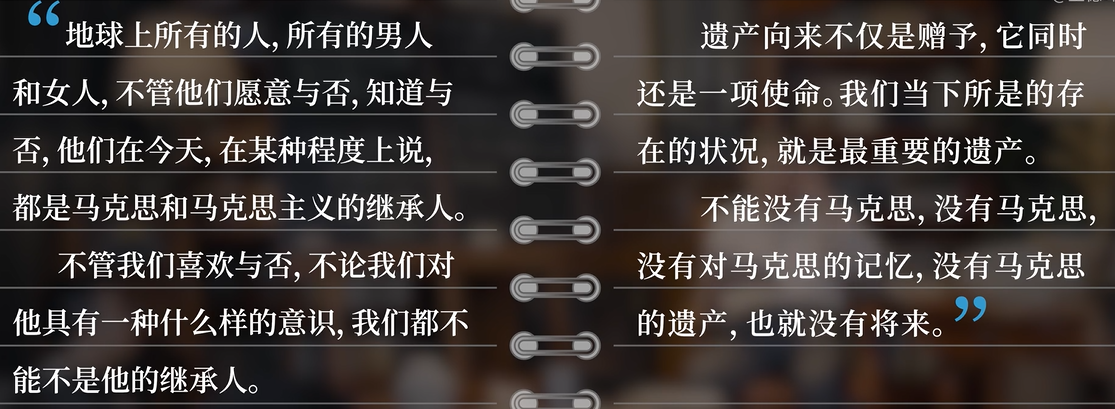 “地球上所有的人, 所有的男人
和女人, 不管他们愿意与否, 知道与
否, 他们在今天, 在某种程度上说,
都是马克思和马克思主义的继承人。
不管我们喜欢与否, 不论我们对
他具有一种什么样的意识, 我们都不
能不是他的继承人。
遗产向来不仅是赠予, 它同时
还是一项使命。我们当下所是的存
在的状况, 就是最重要的遗产。
不能没有马克思, 没有马克思,
没有对马克思的记忆, 没有马克思
的遗产, 也就没有将来。”